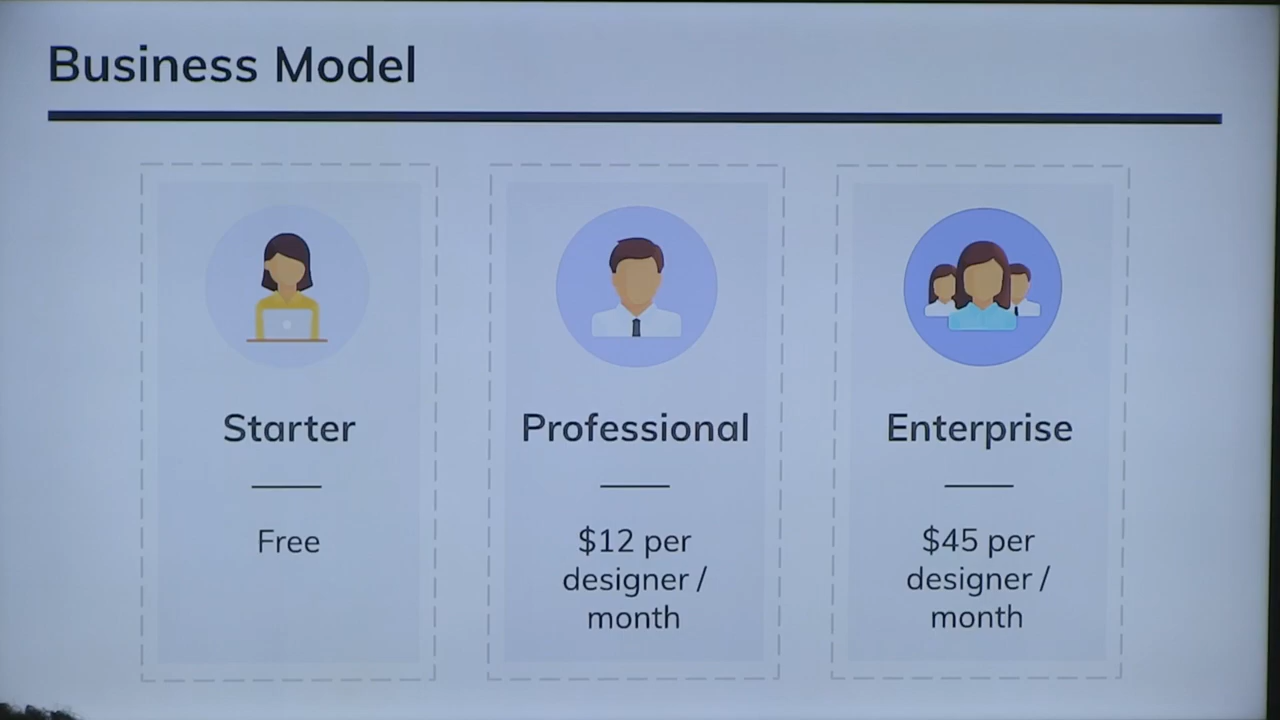 Business Model
Starter
Free
Professional
$12 per
designer /
month
Enterprise
$45 per
designer /
month